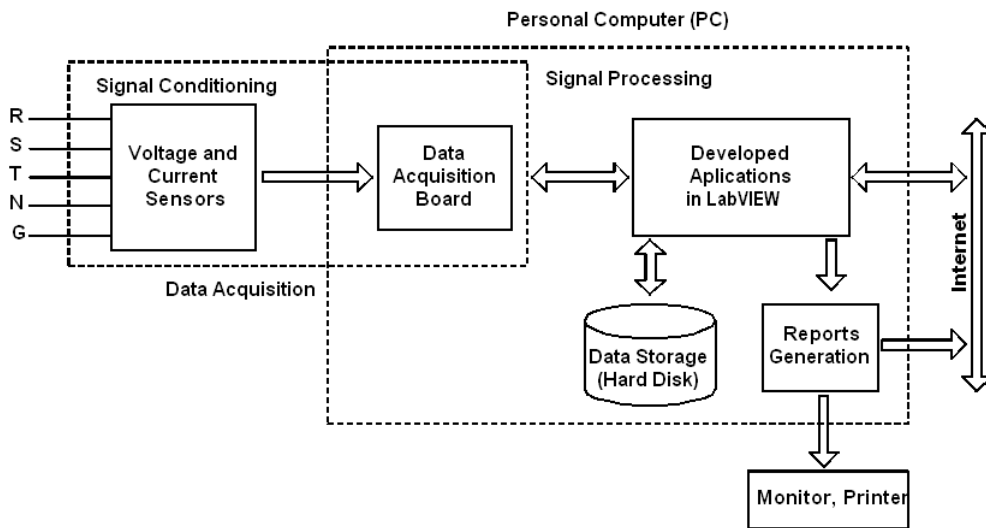 Personal Computer (PC)
Signal Conditioning
Signal Processing
R
S
T
N
G
Voltage and
Current
Sensors
Data
Acquisition
Board
Developed
Aplications
in LabVIEW
Data Acquisition
Data Storage
(Hard Disk)
Reports
Generation
Internet
Monitor, Printer